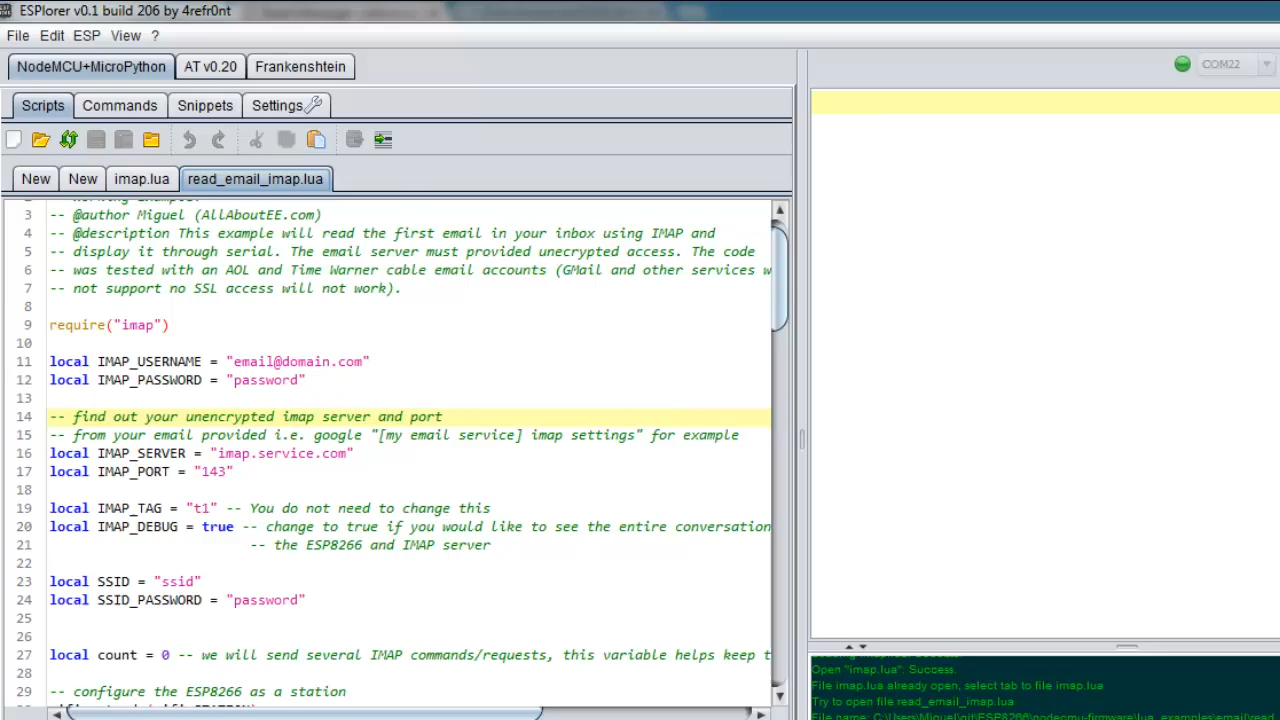 ESPlorer v0.1 build 206 by 4refr0nt
File Edit ESP View ?
NodeMCU+MicroPython AT v0.20 Frankenshtein
COM22
Scripts Commands Snippets Settings
New New imap.lua read_email_imap.lua
3 -- @author Miguel (AllAboutEE.com)
4 -- @description This example will read the first email in your inbox using IMAP and
5 -- display it through serial. The email server must provided unecrypted access. The code
6 -- was tested with an AOL and Time Warner cable email accounts (GMail and other services w
7 -- not support no SSL access will not work).
8
9 require("imap")
10
11 local IMAP_USERNAME = "email@domain.com"
12 local IMAP_PASSWORD = "password"
13
14 -- find out your unencrypted imap server and port
15 -- from your email provided i.e. google "[my email service] imap settings" for example
16 local IMAP_SERVER = "imap.service.com"
17 local IMAP_PORT = "143"
18
19 local IMAP_TAG = "t1" -- You do not need to change this
20 local IMAP_DEBUG = true -- change to true if you would like to see the entire conversation
21 -- the ESP8266 and IMAP server
22
23 local SSID = "ssid"
24 local SSID_PASSWORD = "password"
25
26
27 local count = 0 -- we will send several IMAP commands/requests, this variable helps keep t
28
29 -- configure the ESP8266 as a station
Open "imap.lua": Success.
File imap.lua already open, select tab to file imap.lua
Try to open file read_email_imap.lua